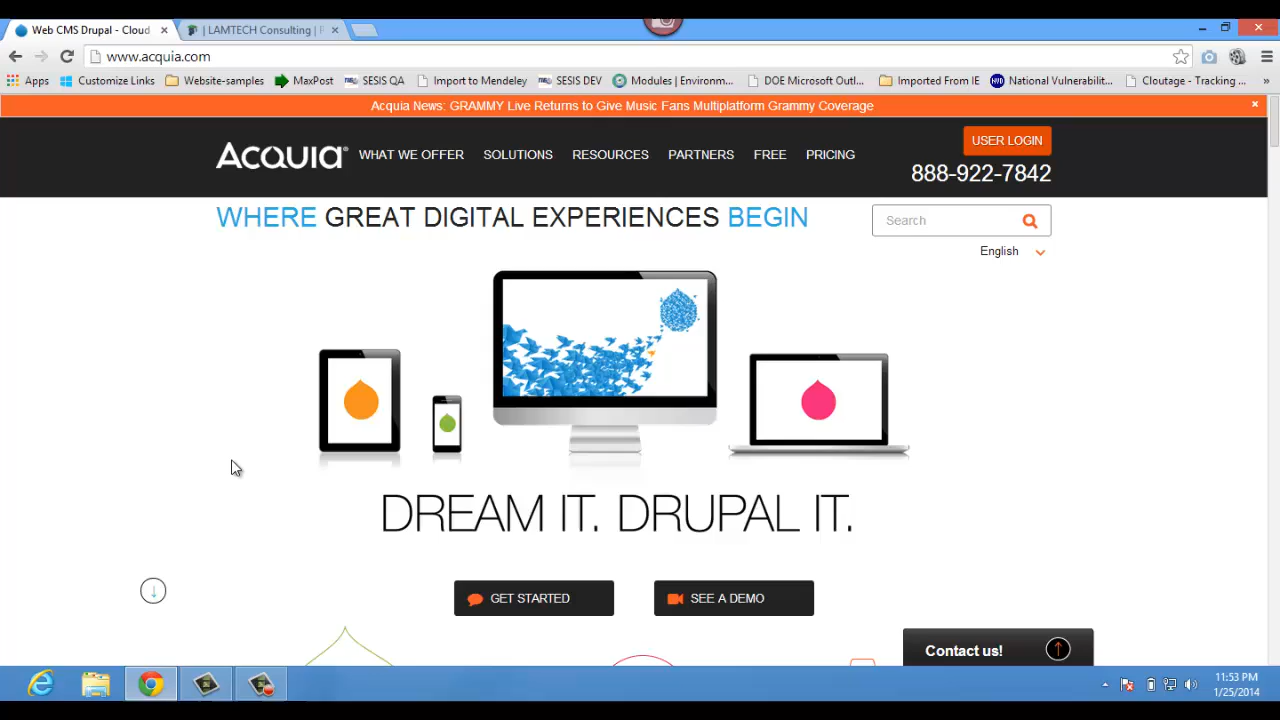 Web CMS Drupal - Cloud
| LAMTECH Consulting |
www.acquia.com
Apps
Customize Links
Website-samples
MaxPost
SESIS QA
Import to Mendeley
SESIS DEV
Modules | Environ...
DOE Microsoft Outl...
Imported From IE
National Vulnerabilit...
Cloutage - Tracking ...
»
Acquia News: GRAMMY Live Returns to Give Music Fans Multiplatform Grammy Coverage
ACQUIA®
WHAT WE OFFER
SOLUTIONS
RESOURCES
PARTNERS
FREE
PRICING
USER LOGIN
888-922-7842
WHERE GREAT DIGITAL EXPERIENCES BEGIN
Search
English
DREAM IT. DRUPAL IT.
GET STARTED
SEE A DEMO
Contact us!
11:53 PM
1/25/2014